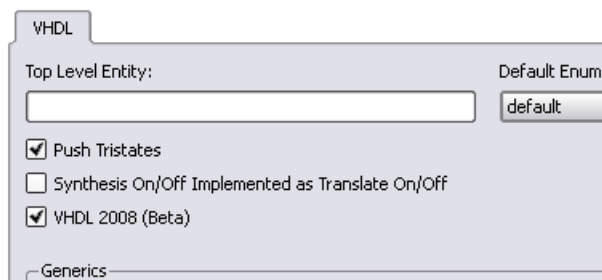 VHDL
Top Level Entity:
Default Enum
default
Push Tristates
Synthesis On/Off Implemented as Translate On/Off
VHDL 2008 (Beta)
Generics